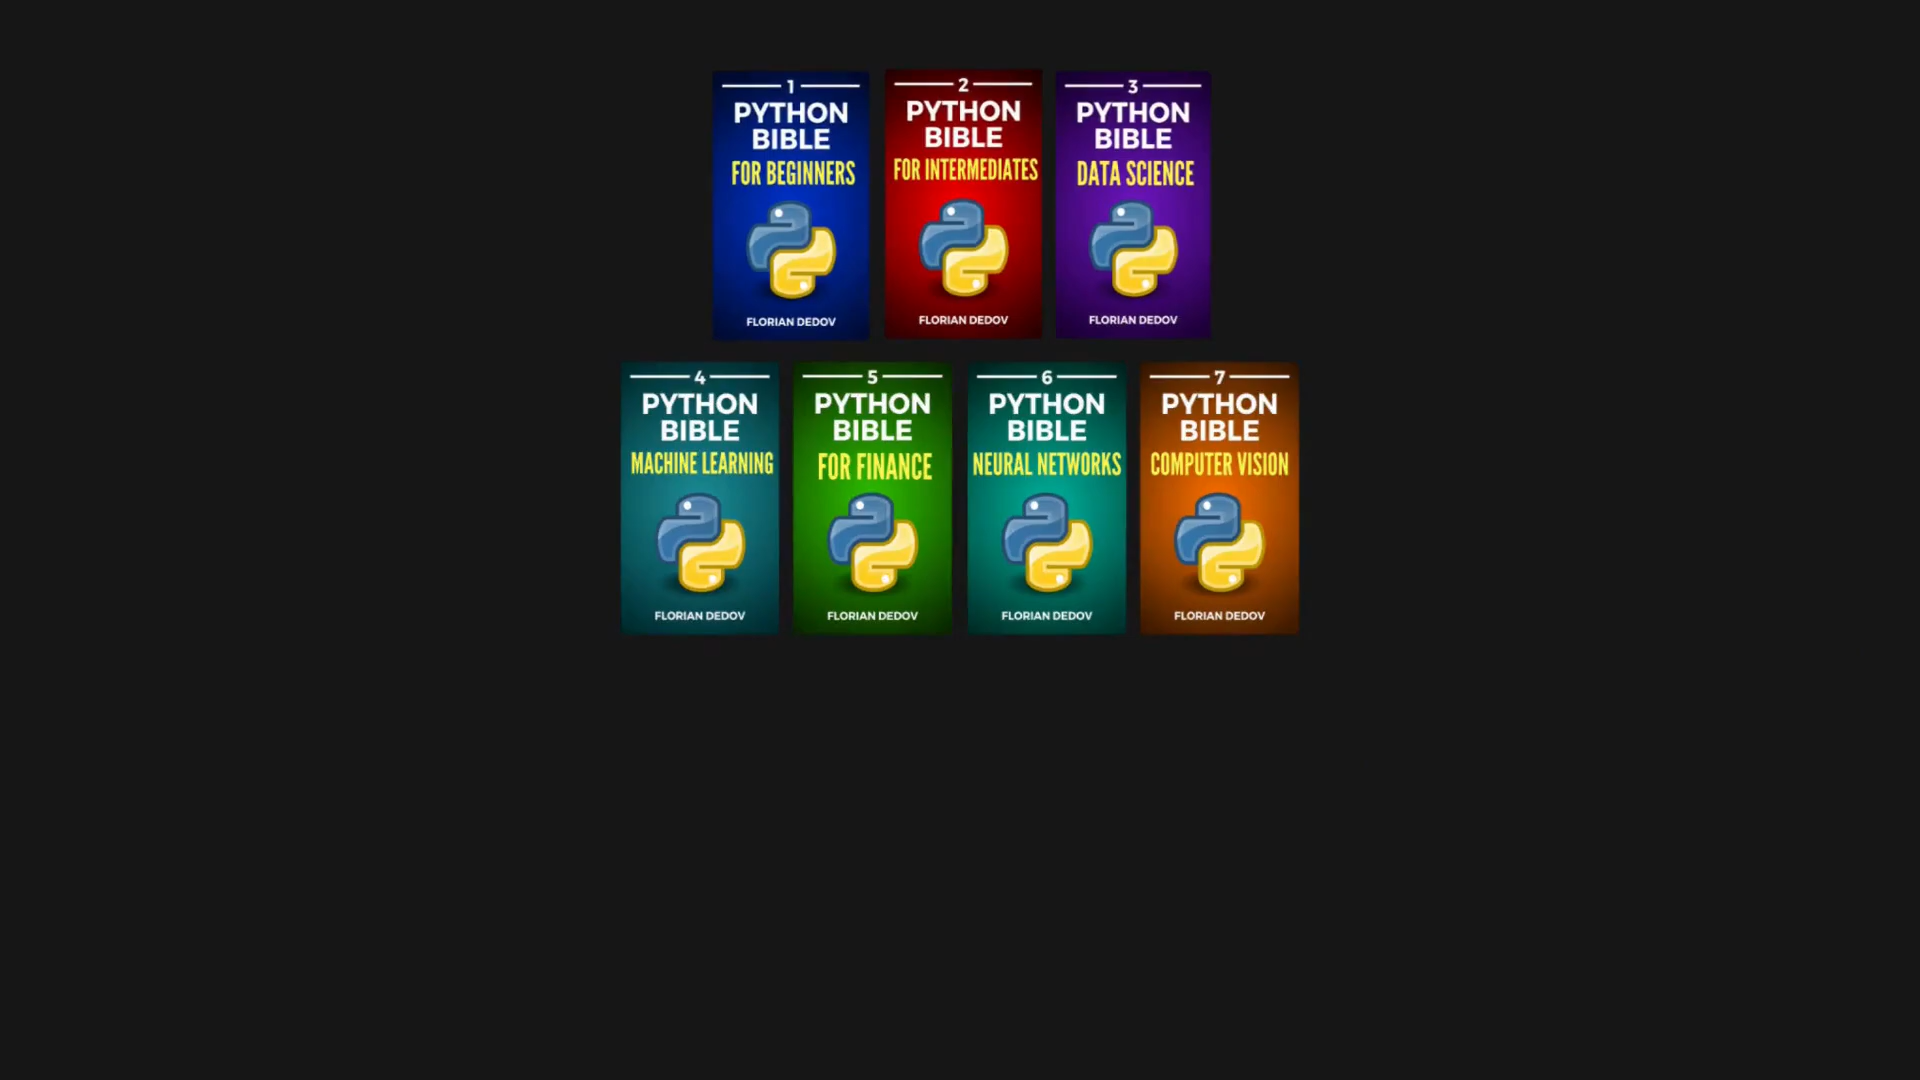 1
PYTHON
BIBLE
FOR BEGINNERS
FLORIAN DEDOV
2
PYTHON
BIBLE
FOR INTERMEDIATES
FLORIAN DEDOV
3
PYTHON
BIBLE
DATA SCIENCE
FLORIAN DEDOV
4
PYTHON
BIBLE
MACHINE LEARNING
FLORIAN DEDOV
5
PYTHON
BIBLE
FOR FINANCE
FLORIAN DEDOV
6
PYTHON
BIBLE
NEURAL NETWORKS
FLORIAN DEDOV
7
PYTHON
BIBLE
COMPUTER VISION
FLORIAN DEDOV